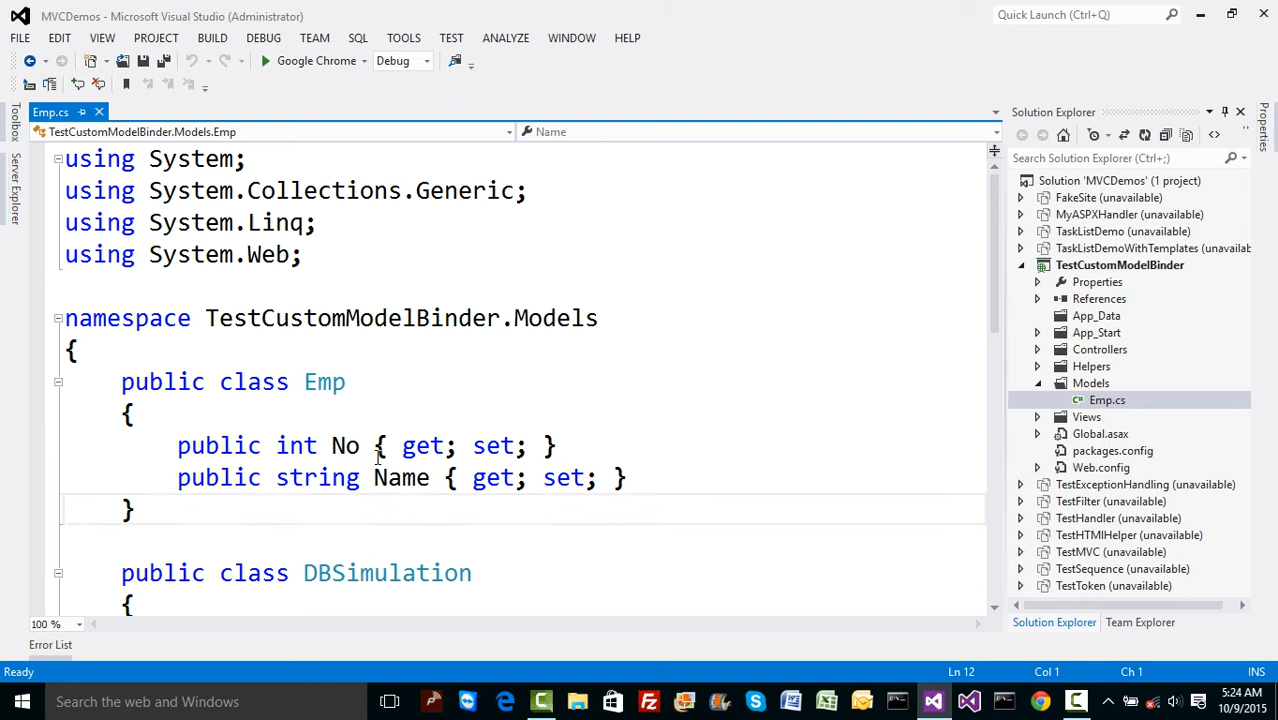 MVCDemos - Microsoft Visual Studio (Administrator)
Quick Launch (Ctrl+Q)
FILE EDIT VIEW PROJECT BUILD DEBUG TEAM SQL TOOLS TEST ANALYZE WINDOW HELP
Google Chrome Debug
Toolbox
Server Explorer
Emp.cs
TestCustomModelBinder.Models.Emp Name
using System;
using System.Collections.Generic;
using System.Linq;
using System.Web;
namespace TestCustomModelBinder.Models
{
public class Emp
{
public int No { get; set; }
public string Name { get; set; }
}
public class DBSimulation
{
100 %
Error List
Solution Explorer
Search Solution Explorer (Ctrl+;)
Solution 'MVCDemos' (1 project)
FakeSite (unavailable)
MyASPXHandler (unavailable)
TaskListDemo (unavailable)
TaskListDemoWithTemplates (unavailab
TestCustomModelBinder
Properties
References
App_Data
App_Start
Controllers
Helpers
Models
Emp.cs
Views
Global.asax
packages.config
Web.config
TestExceptionHandling (unavailable)
TestFilter (unavailable)
TestHandler (unavailable)
TestHTMlHelper (unavailable)
TestMVC (unavailable)
TestSequence (unavailable)
TestToken (unavailable)
Solution Explorer Team Explorer
Properties
Ready Ln 12 Col 1 Ch 1 INS
Search the web and Windows
5:24 AM
10/9/2015